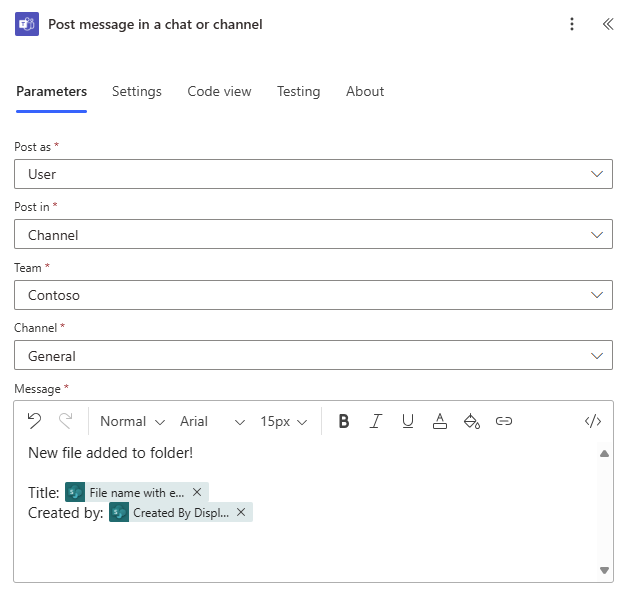 Post message in a chat or channel
Parameters Settings Code view Testing About
Post as *
User
Post in *
Channel
Team *
Contoso
Channel *
General
Message *
Normal Arial 15px B I U A </>
New file added to folder!
Title: File name with e... ×
Created by: Created By Displ... ×